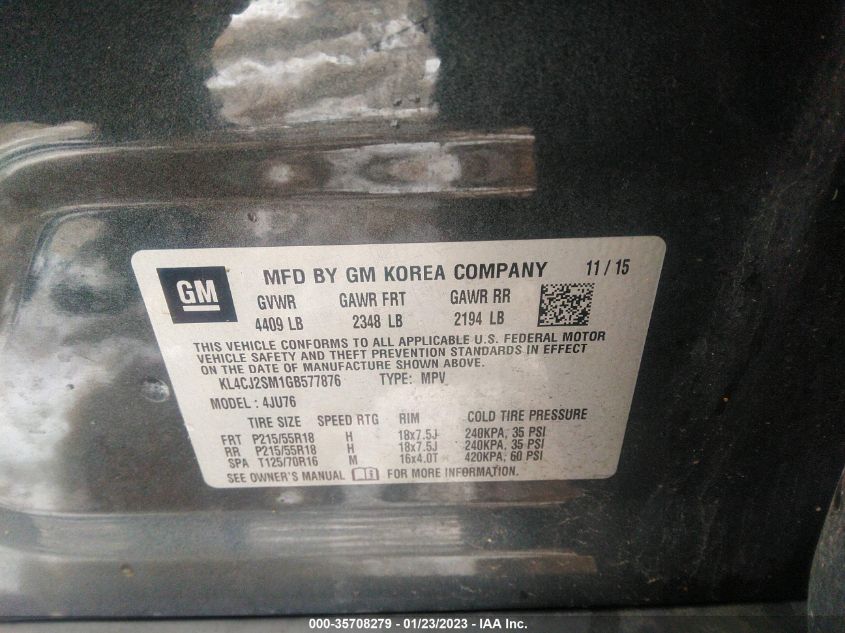 GM
MFD BY GM KOREA COMPANY 11 / 15
GVWR GAWR FRT GAWR RR
4409 LB 2348 LB 2194 LB
THIS VEHICLE CONFORMS TO ALL APPLICABLE U.S. FEDERAL MOTOR
VEHICLE SAFETY AND THEFT PREVENTION STANDARDS IN EFFECT
ON THE DATE OF MANUFACTURE SHOWN ABOVE.
KL4CJ2SM1GB577876 TYPE: MPV
MODEL: 4JU76
TIRE SIZE SPEED RTG RIM COLD TIRE PRESSURE
FRT P215/55R18 H 18x7.5J 240KPA, 35 PSI
RR P215/55R18 H 18x7.5J 240KPA, 35 PSI
SPA T125/70R16 M 16x4.0T 420KPA, 60 PSI
SEE OWNER'S MANUAL FOR MORE INFORMATION.
000-35708279 - 01/23/2023 - IAA Inc.